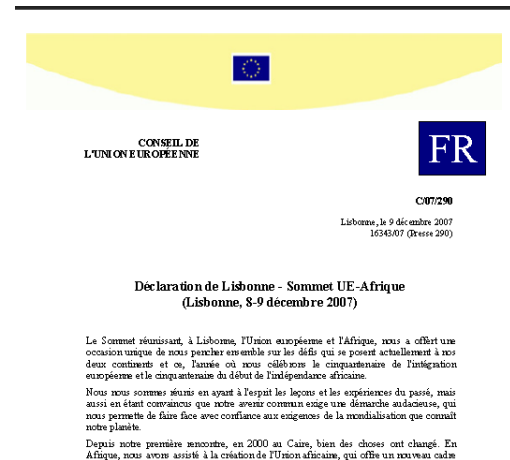 CONSEIL DE
L'UNION EUROPÉENNE
FR
C/07/290
Lisbonne, le 9 décembre 2007
16343/07 (Presse 290)
Déclaration de Lisbonne - Sommet UE-Afrique
(Lisbonne, 8-9 décembre 2007)
Le Sommet réunissant, à Lisbonne, l'Union européenne et l'Afrique, nous a offert une
occasion unique de nous pencher ensemble sur les défis qui se posent actuellement à nos
deux continents et ce, l'année où nous célébrons le cinquantenaire de l'intégration
européenne et le cinquantenaire du début de l'indépendance africaine.
Nous nous sommes réunis en ayant à l'esprit les leçons et les expériences du passé, mais
aussi en étant convaincus que notre avenir commun exige une démarche audacieuse, qui
nous permette de faire face avec confiance aux exigences de la mondialisation que connaît
notre planète.
Depuis notre première rencontre, en 2000 au Caire, bien des choses ont changé. En
Afrique, nous avons assisté à la création de l'Union africaine, qui offre un nouveau cadre